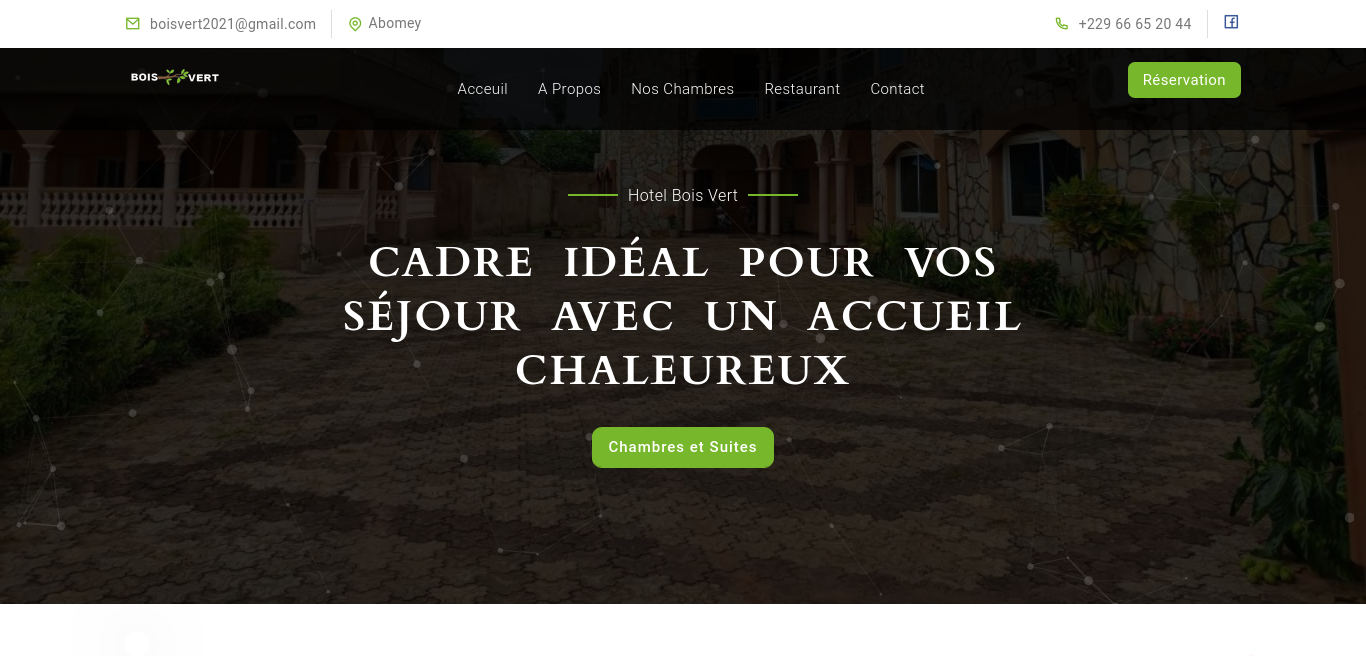 boisvert2021@gmail.com
Abomey
+229 66 65 20 44
BOIS VERT
Acceuil
A Propos
Nos Chambres
Restaurant
Contact
Réservation
Hotel Bois Vert
CADRE IDÉAL POUR VOS
SÉJOUR AVEC UN ACCUEIL
CHALEUREUX
Chambres et Suites